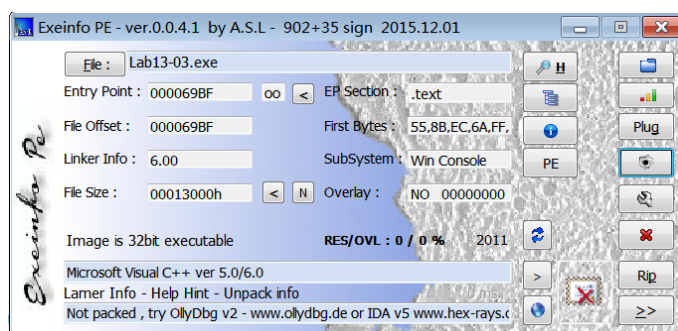 Exeinfo PE - ver.0.0.4.1 by A.S.L - 902+35 sign 2015.12.01
File : Lab13-03.exe H
Entry Point : 000069BF oo < EP Section : .text
File Offset : 000069BF First Bytes : 55,8B,EC,6A,FF, Plug
Linker Info : 6.00 SubSystem : Win Console PE
File Size : 00013000h < N Overlay : NO 00000000
Image is 32bit executable RES/OVL : 0 / 0 % 2011
Microsoft Visual C++ ver 5.0/6.0 > Rip
Lamer Info - Help Hint - Unpack info
Not packed , try OllyDbg v2 - www.ollydbg.de or IDA v5 www.hex-rays.c >>
Exeinfo Pe